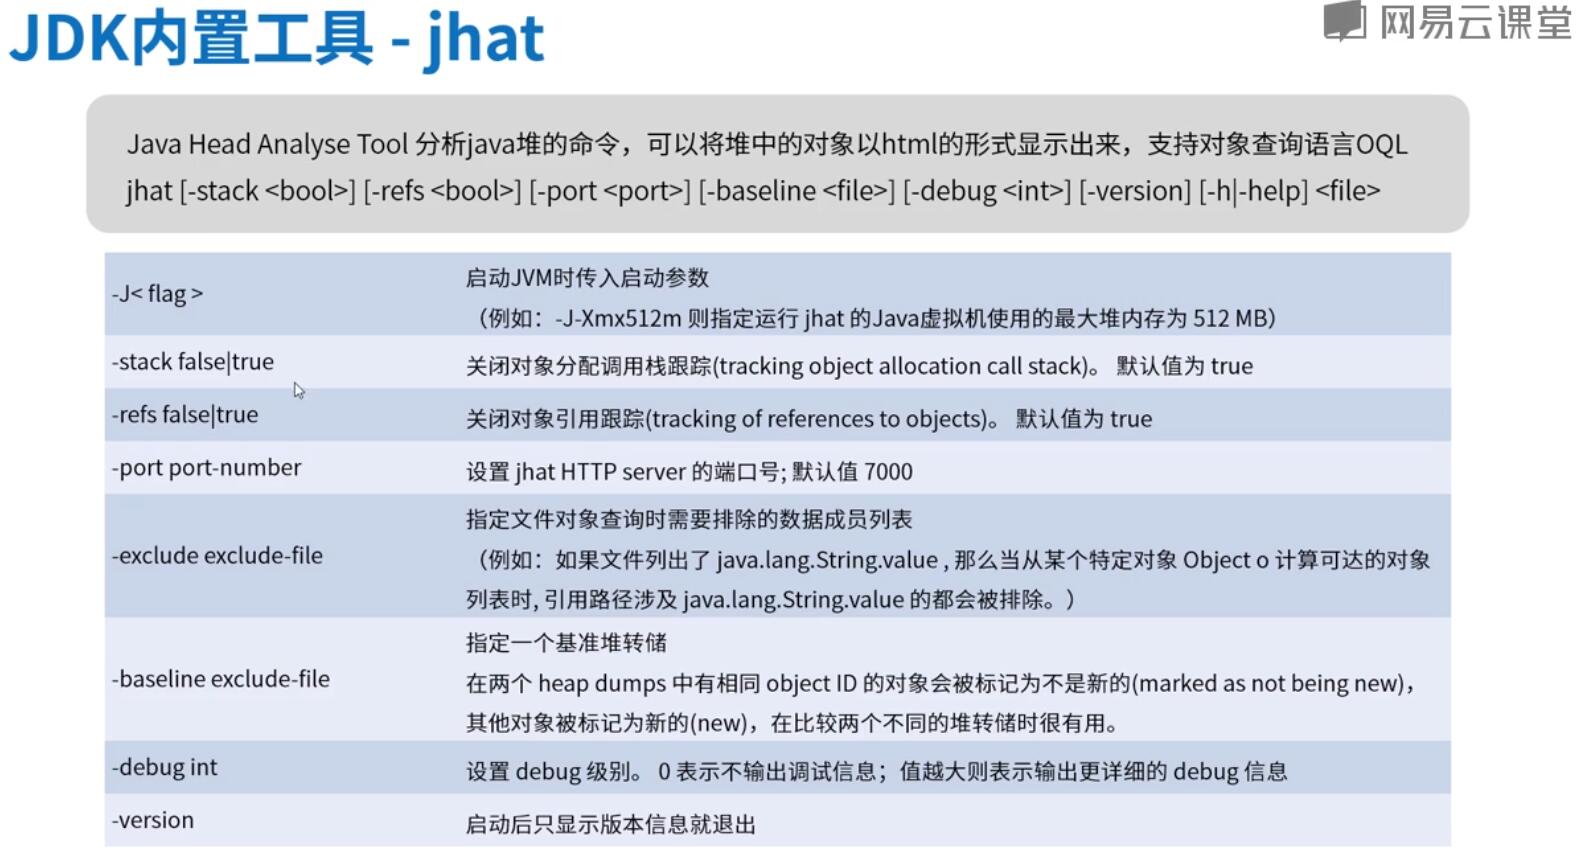 JDK内置工具 - jhat
网易云课堂
Java Head Analyse Tool 分析java堆的命令，可以将堆中的对象以html的形式显示出来，支持对象查询语言OQL
jhat [-stack <bool>] [-refs <bool>] [-port <port>] [-baseline <file>] [-debug <int>] [-version] [-h|-help] <file>
-J< flag >
启动JVM时传入启动参数
（例如：-J-Xmx512m 则指定运行 jhat 的Java虚拟机使用的最大堆内存为 512 MB）
-stack false|true
关闭对象分配调用栈跟踪(tracking object allocation call stack)。 默认值为 true
-refs false|true
关闭对象引用跟踪(tracking of references to objects)。 默认值为 true
-port port-number
设置 jhat HTTP server 的端口号; 默认值 7000
-exclude exclude-file
指定文件对象查询时需要排除的数据成员列表
（例如：如果文件列出了 java.lang.String.value , 那么当从某个特定对象 Object o 计算可达的对象
列表时, 引用路径涉及 java.lang.String.value 的都会被排除。）
-baseline exclude-file
指定一个基准堆转储
在两个 heap dumps 中有相同 object ID 的对象会被标记为不是新的(marked as not being new)，
其他对象被标记为新的(new)，在比较两个不同的堆转储时很有用。
-debug int
设置 debug 级别。 0 表示不输出调试信息；值越大则表示输出更详细的 debug 信息
-version
启动后只显示版本信息就退出